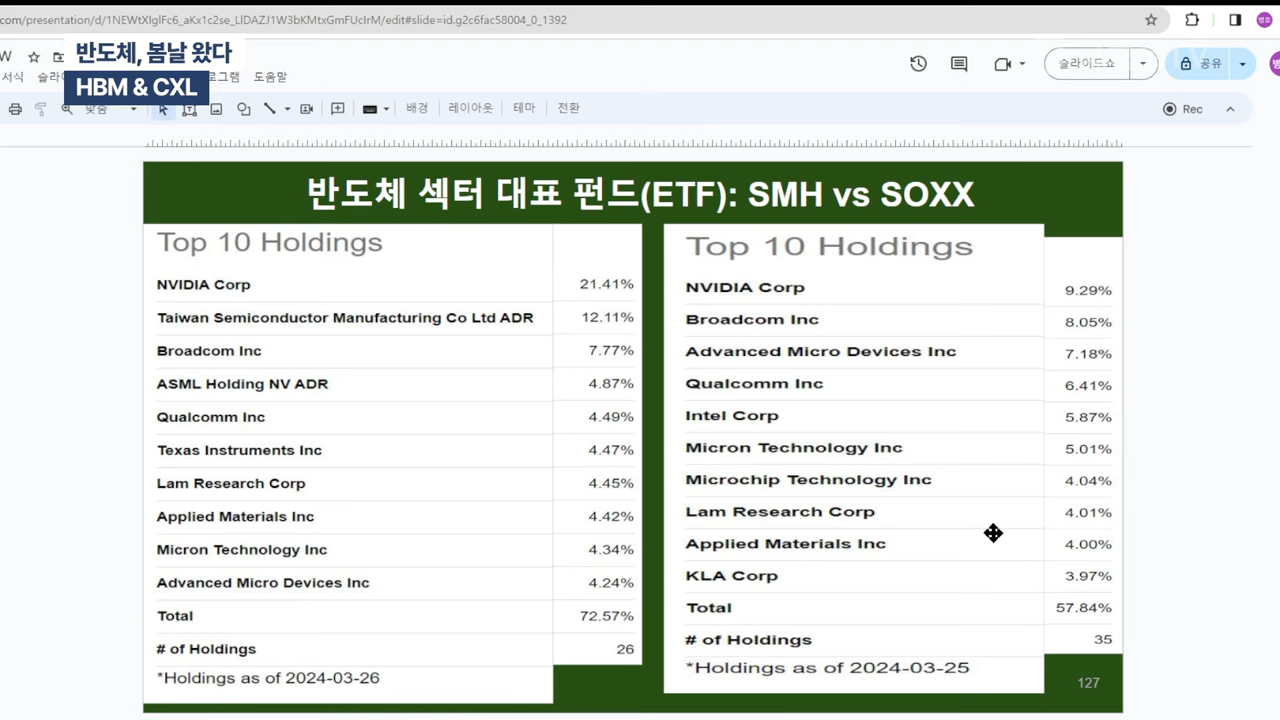 com/presentation/d/1NEWtXIglFc6_aKx1c2se_LlDAZJ1W3bKMtxGmFUcIrM/edit#slide=id.g2c6fac58004_0_1392
W
반도체, 봄날 왔다
HBM & CXL
서식 슬라 로그램 도움말
슬라이드쇼
공유
맞춤
배경 레이아웃 테마 전환
Rec
반도체 섹터 대표 펀드(ETF): SMH vs SOXX
Top 10 Holdings
NVIDIA Corp 21.41%
Taiwan Semiconductor Manufacturing Co Ltd ADR 12.11%
Broadcom Inc 7.77%
ASML Holding NV ADR 4.87%
Qualcomm Inc 4.49%
Texas Instruments Inc 4.47%
Lam Research Corp 4.45%
Applied Materials Inc 4.42%
Micron Technology Inc 4.34%
Advanced Micro Devices Inc 4.24%
Total 72.57%
# of Holdings 26
*Holdings as of 2024-03-26
Top 10 Holdings
NVIDIA Corp 9.29%
Broadcom Inc 8.05%
Advanced Micro Devices Inc 7.18%
Qualcomm Inc 6.41%
Intel Corp 5.87%
Micron Technology Inc 5.01%
Microchip Technology Inc 4.04%
Lam Research Corp 4.01%
Applied Materials Inc 4.00%
KLA Corp 3.97%
Total 57.84%
# of Holdings 35
*Holdings as of 2024-03-25
127